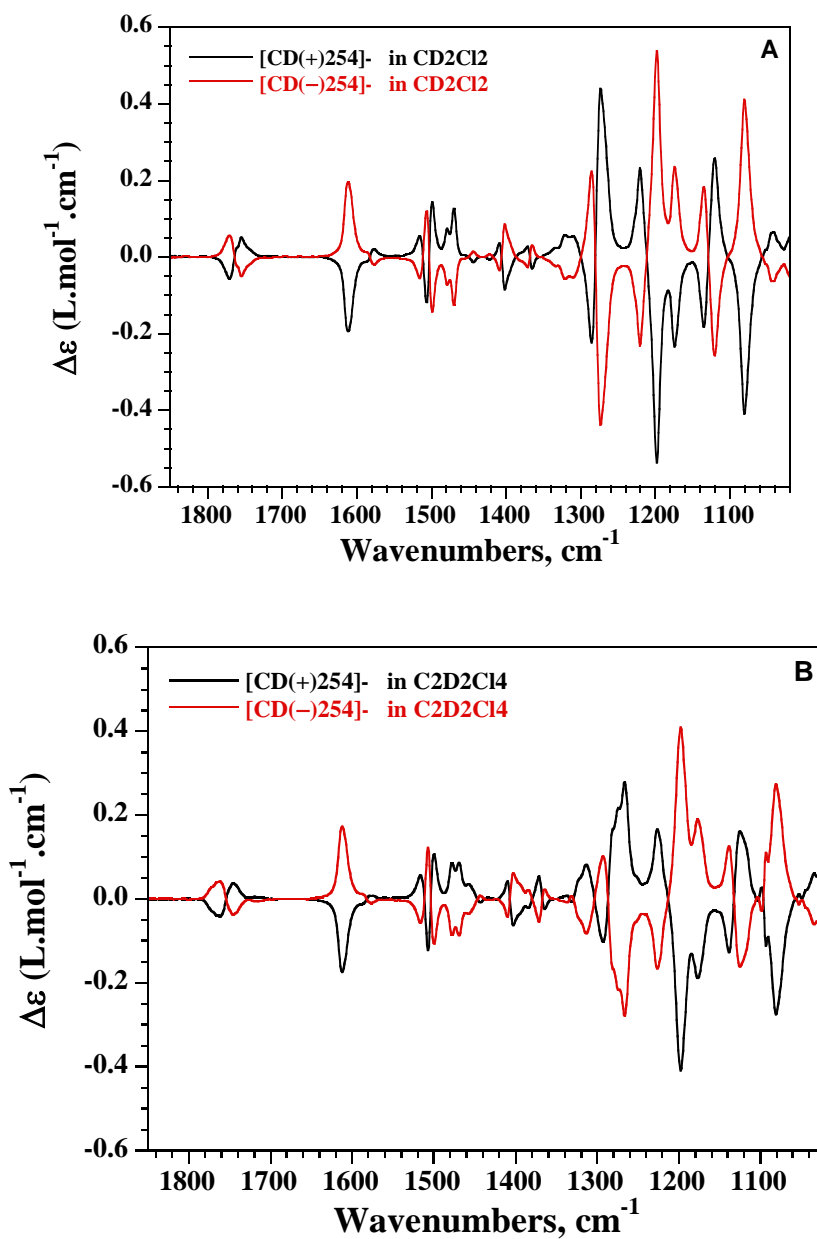 0.6
A
[CD(+)254]- in CD2Cl2
[CD(−)254]- in CD2Cl2
0.4
0.2
0.0
-0.2
-0.4
-0.6
Δε (L.mol⁻¹.cm⁻¹)
1800 1700 1600 1500 1400 1300 1200 1100
Wavenumbers, cm⁻¹
0.6
B
[CD(+)254]- in C2D2Cl4
[CD(−)254]- in C2D2Cl4
0.4
0.2
0.0
-0.2
-0.4
-0.6
Δε (L.mol⁻¹.cm⁻¹)
1800 1700 1600 1500 1400 1300 1200 1100
Wavenumbers, cm⁻¹